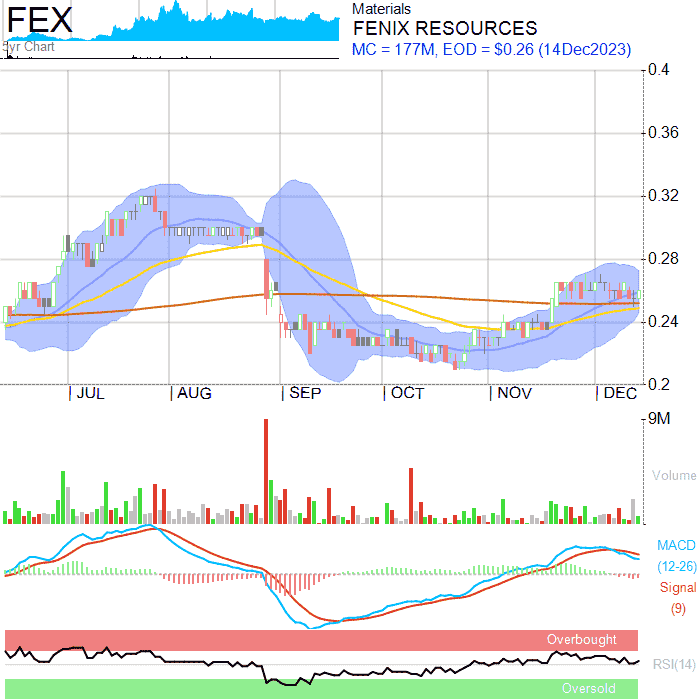 FEX
5yr Chart
Materials
FENIX RESOURCES
MC = 177M, EOD = $0.26 (14Dec2023)
0.4
0.36
0.32
0.28
0.24
0.2
JUL AUG SEP OCT NOV DEC
9M
Volume
MACD
(12-26)
Signal
(9)
Overbought
RSI(14)
Oversold